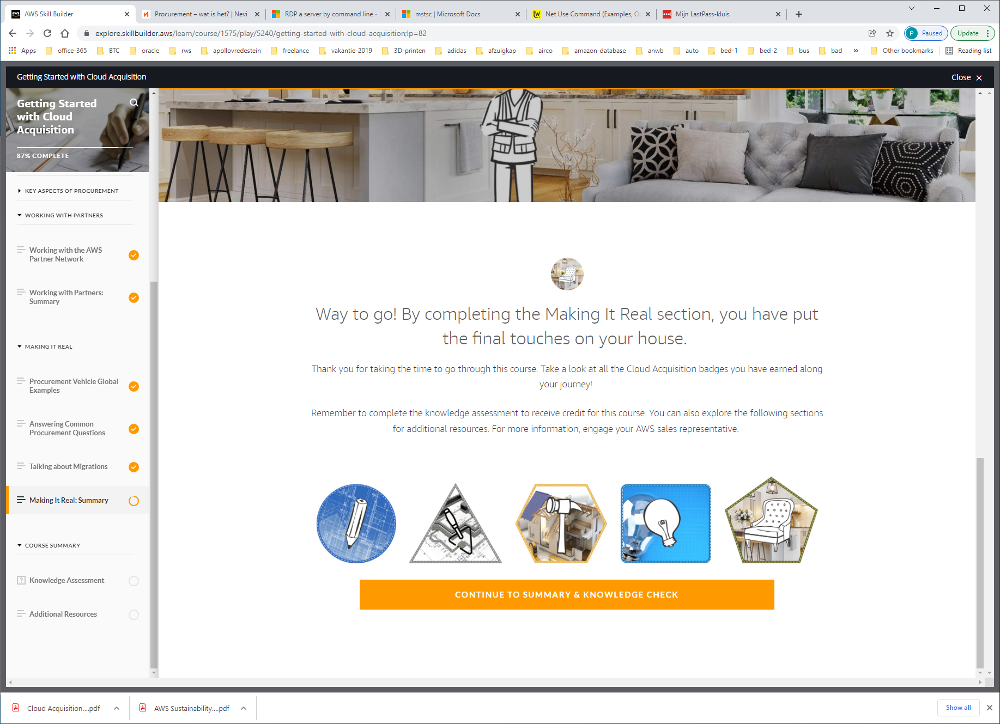 aws AWS Skill Builder
Procurement – wat is het? | Nevi
RDP a server by command line -
mstsc | Microsoft Docs
Net Use Command (Examples, O
Mijn LastPass-kluis
explore.skillbuilder.aws/learn/course/1575/play/5240/getting-started-with-cloud-acquisition;lp=82
P Paused
Update
Apps office-365 BTC oracle rws apollovredestein freelance vakantie-2019 3D-printen adidas afzuigkap airco amazon-database anwb auto bed-1 bed-2 bus bad » Other bookmarks Reading list
Getting Started with Cloud Acquisition
Close
Getting Started
with Cloud
Acquisition
87% COMPLETE
KEY ASPECTS OF PROCUREMENT
WORKING WITH PARTNERS
Working with the AWS
Partner Network
Working with Partners:
Summary
MAKING IT REAL
Procurement Vehicle Global
Examples
Answering Common
Procurement Questions
Talking about Migrations
Making It Real: Summary
COURSE SUMMARY
Knowledge Assessment
Additional Resources
Way to go! By completing the Making It Real section, you have put
the final touches on your house.
Thank you for taking the time to go through this course. Take a look at all the Cloud Acquisition badges you have earned along
your journey!
Remember to complete the knowledge assessment to receive credit for this course. You can also explore the following sections
for additional resources. For more information, engage your AWS sales representative.
CONTINUE TO SUMMARY & KNOWLEDGE CHECK
Cloud Acquisition....pdf
AWS Sustainability....pdf
Show all